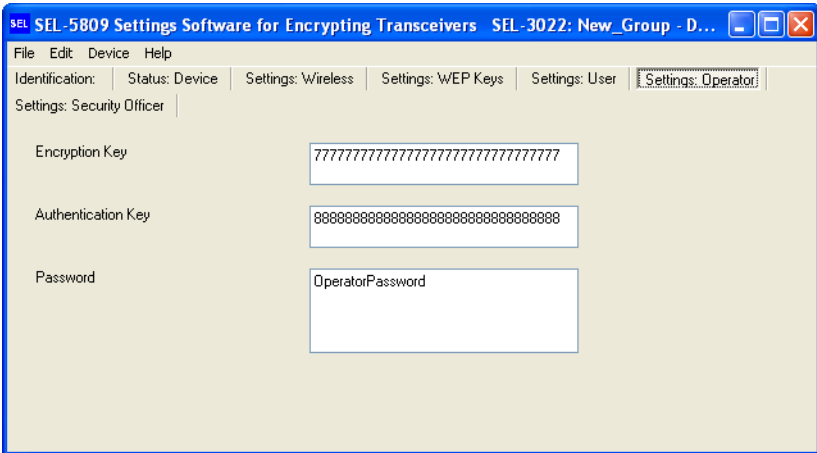 SEL SEL-5809 Settings Software for Encrypting Transceivers SEL-3022: New_Group - D...
File Edit Device Help
Identification: Status: Device Settings: Wireless Settings: WEP Keys Settings: User Settings: Operator
Settings: Security Officer
Encryption Key 77777777777777777777777777777777
Authentication Key 88888888888888888888888888888888
Password OperatorPassword